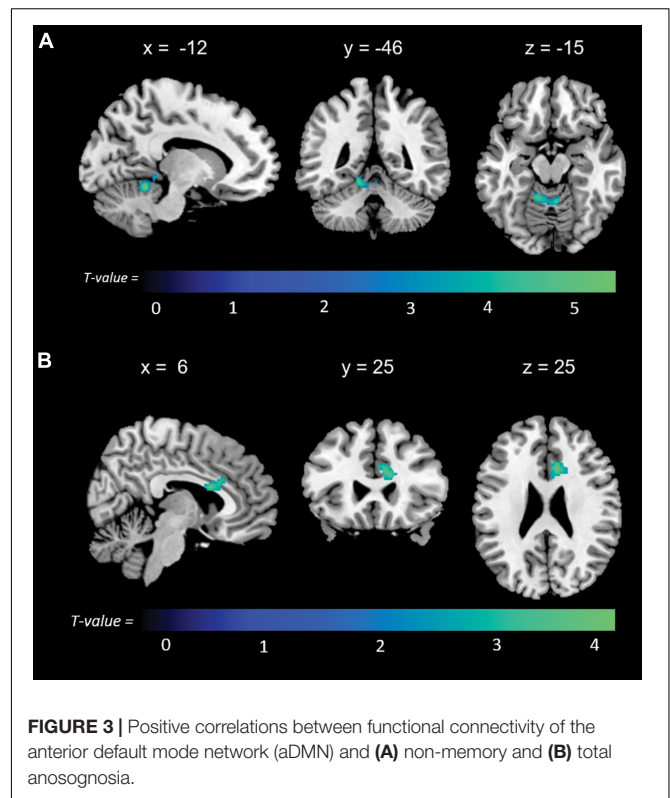 A
x = -12 y = -46 z = -15
T-value =
0 1 2 3 4 5
B
x = 6 y = 25 z = 25
T-value =
0 1 2 3 4
FIGURE 3 | Positive correlations between functional connectivity of the
anterior default mode network (aDMN) and (A) non-memory and (B) total
anosognosia.